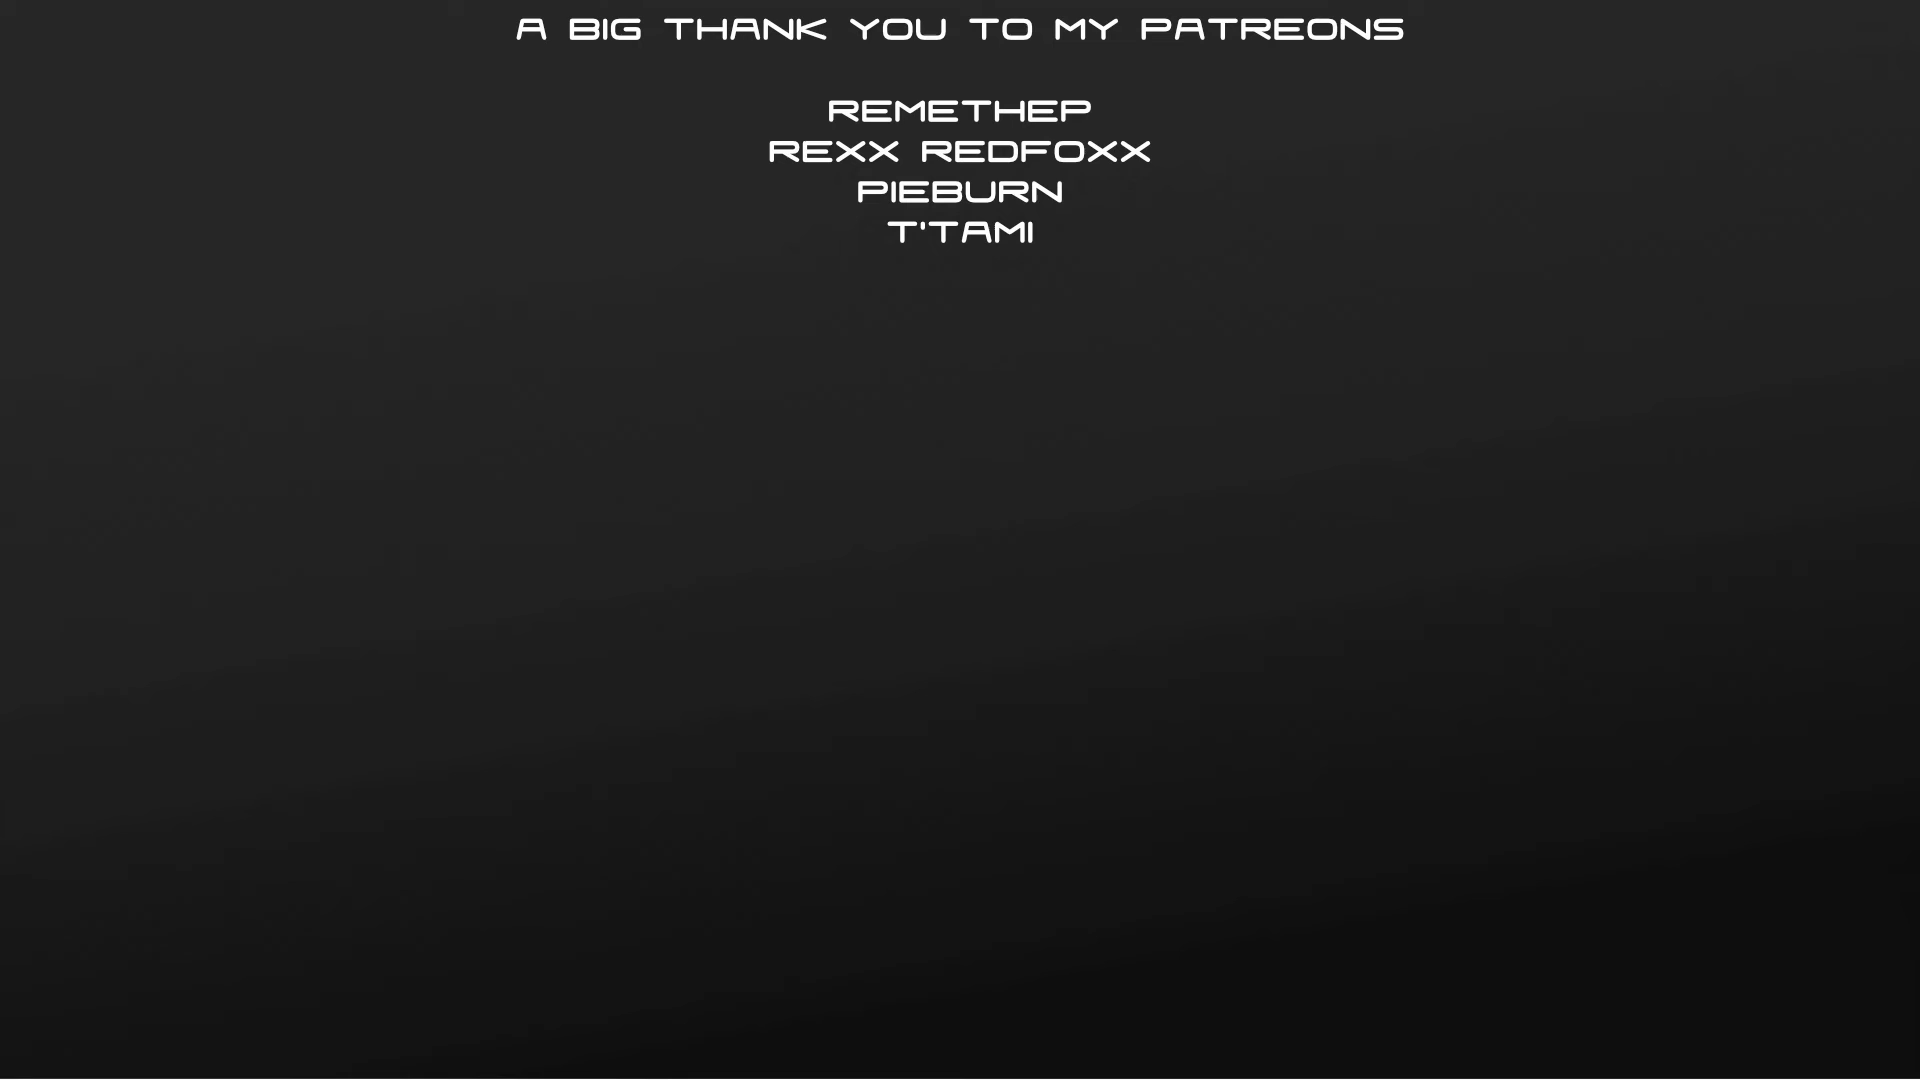 A BIG THANK YOU TO MY PATREONS
REMETHEP
REXX REDFOXX
PIEBURN
T'TAMI